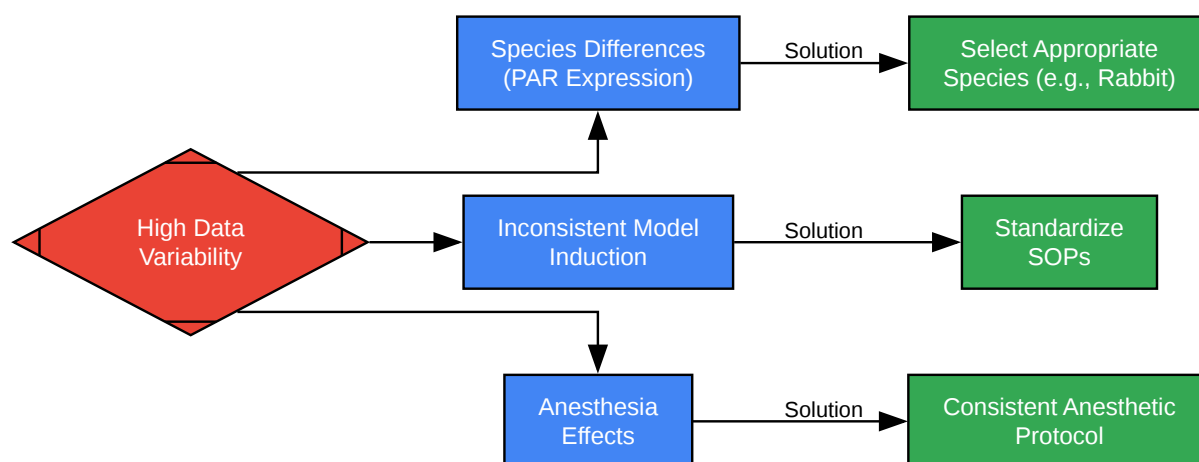 Species Differences
(PAR Expression)
Solution
Select Appropriate
Species (e.g., Rabbit)
High Data
Variability
Inconsistent Model
Induction
Solution
Standardize
SOPs
Anesthesia
Effects
Solution
Consistent Anesthetic
Protocol